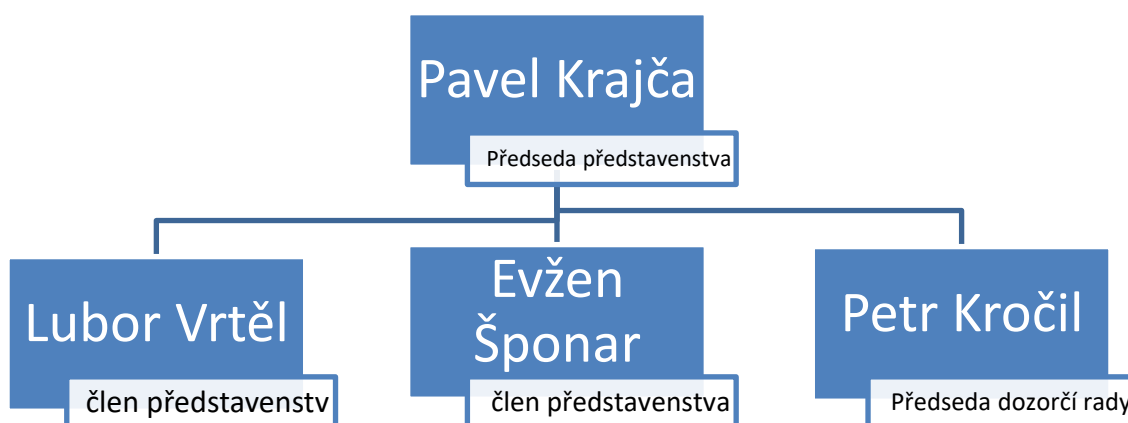 Pavel Krajča
Předseda představenstva
Lubor Vrtěl
člen představenstv
Evžen
Šponar
člen představenstva
Petr Kročil
Předseda dozorčí rady